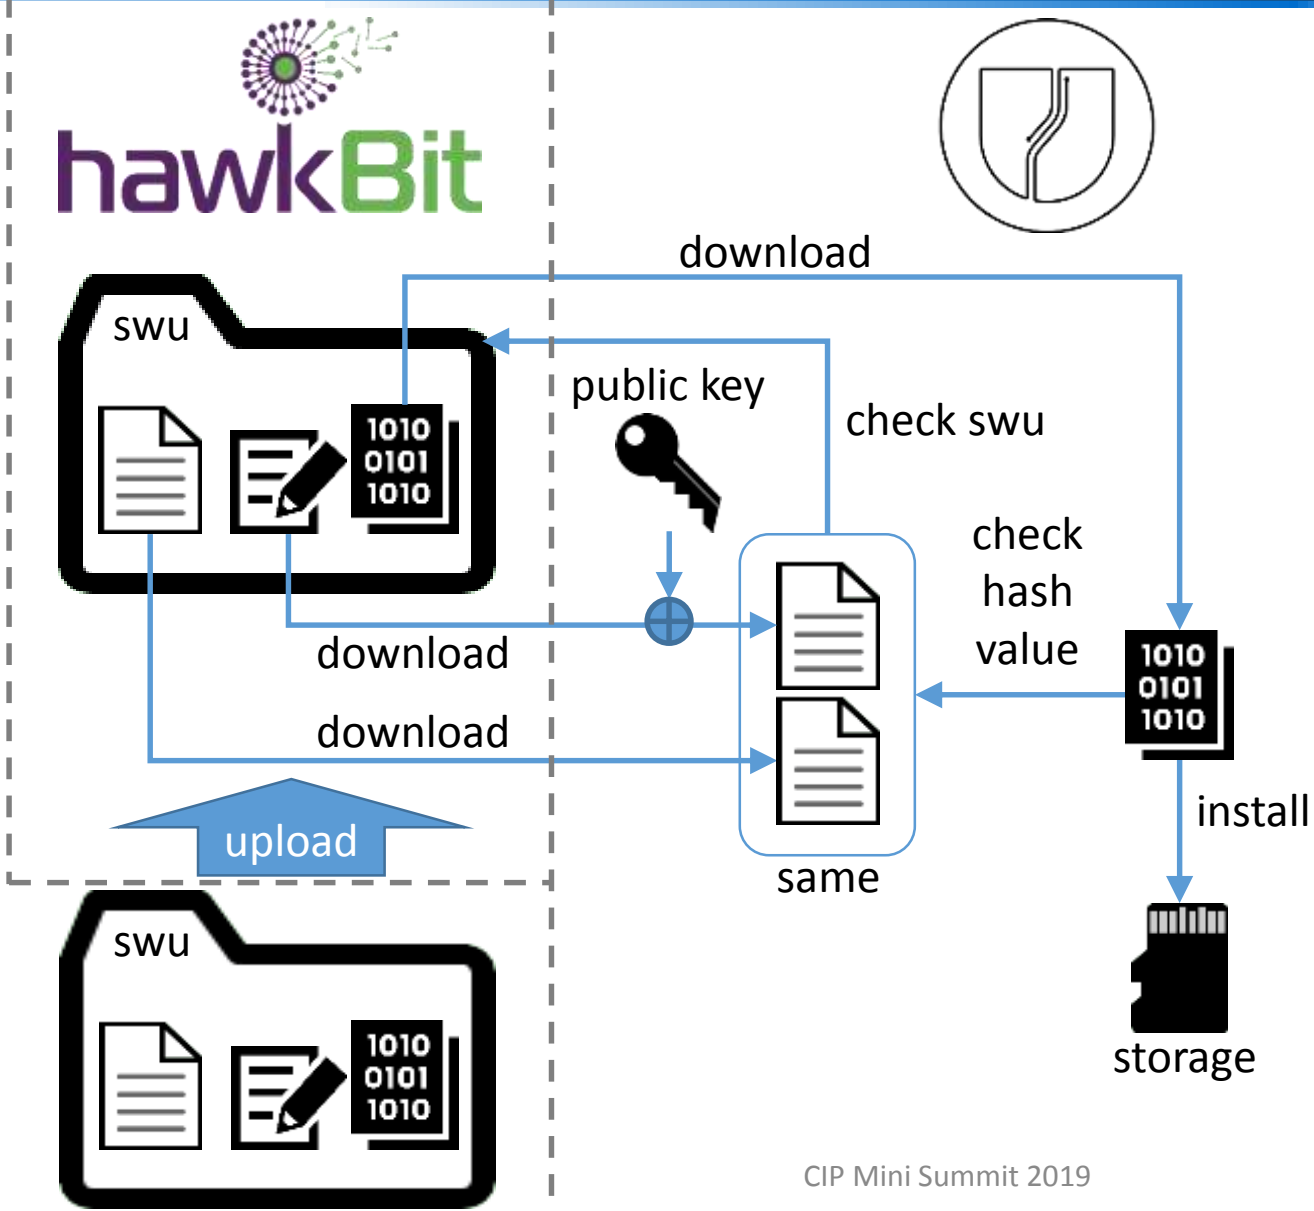 hawkBit
download
swu
public key
check swu
1010
0101
1010
check
hash
value
download
1010
0101
1010
download
install
upload
same
swu
1010
0101
1010
storage
CIP Mini Summit 2019